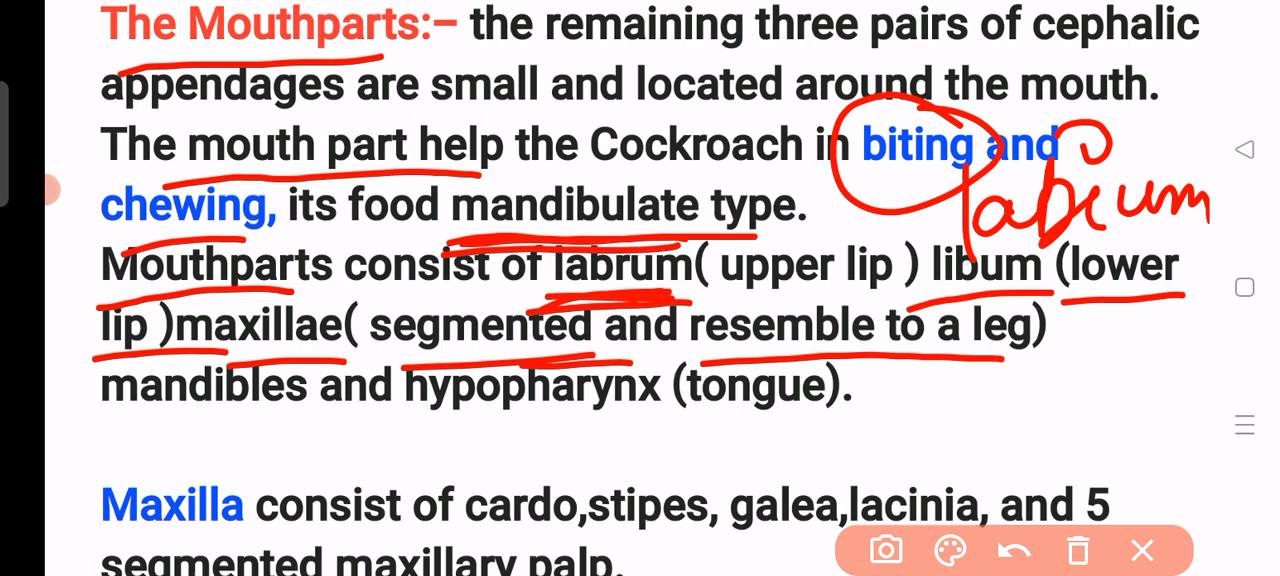 The Mouthparts:– the remaining three pairs of cephalic
appendages are small and located around the mouth.
The mouth part help the Cockroach in biting and
chewing, its food mandibulate type.
labium
Mouthparts consist of labrum( upper lip ) libum (lower
lip )maxillae( segmented and resemble to a leg)
mandibles and hypopharynx (tongue).
Maxilla consist of cardo,stipes, galea,lacinia, and 5
segmented maxillary palp.